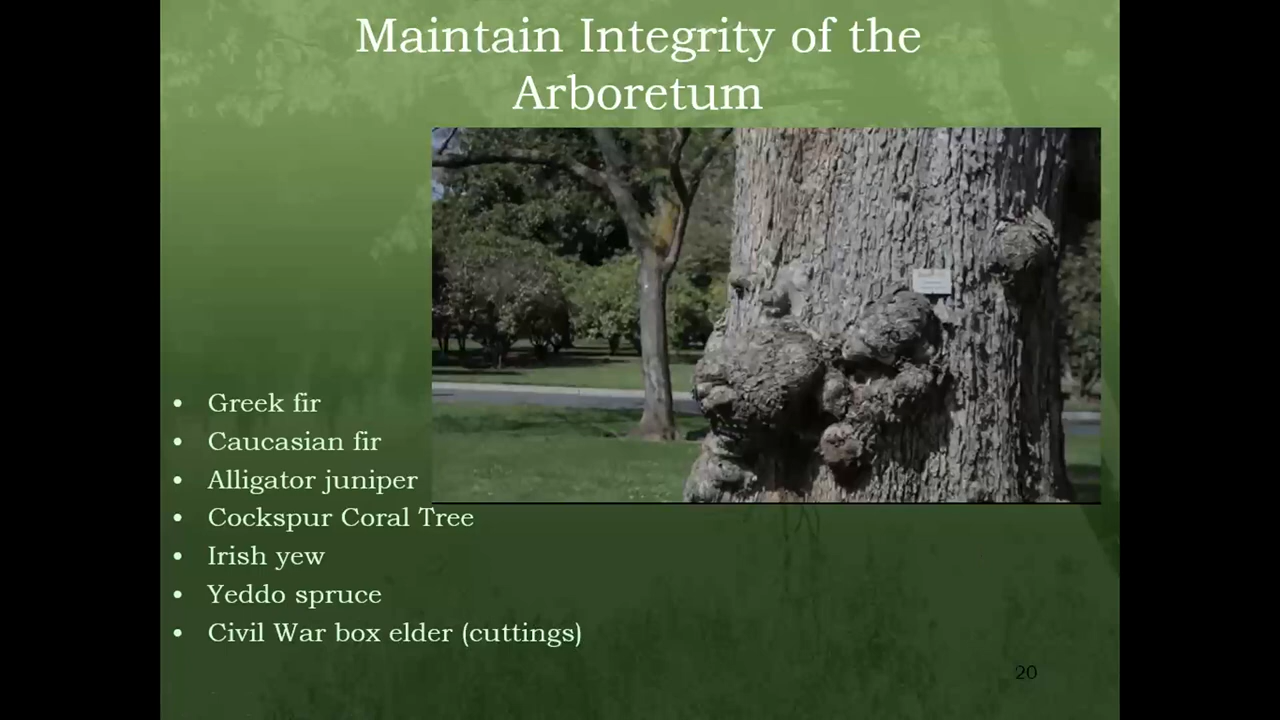 Maintain Integrity of the
Arboretum
• Greek fir
• Caucasian fir
• Alligator juniper
• Cockspur Coral Tree
• Irish yew
• Yeddo spruce
• Civil War box elder (cuttings)
20